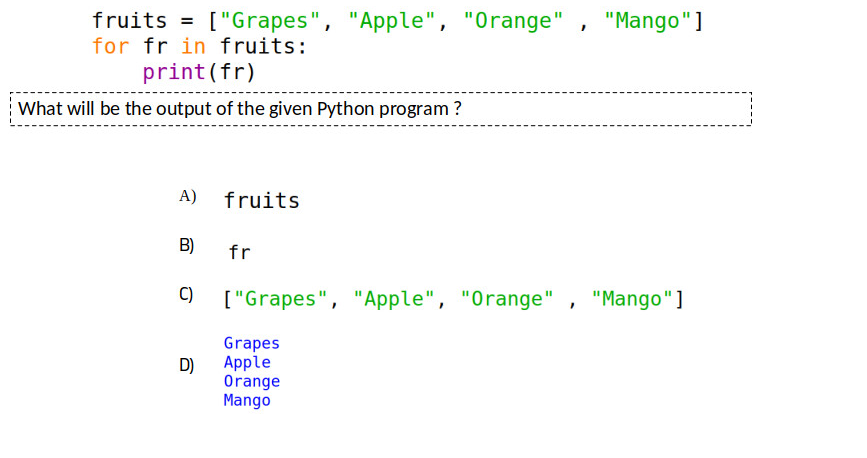 fruits = ["Grapes", "Apple", "Orange" , "Mango"]
for fr in fruits:
    print(fr)
What will be the output of the given Python program ?
A) fruits
B) fr
C) ["Grapes", "Apple", "Orange" , "Mango"]
D) Grapes
Apple
Orange
Mango